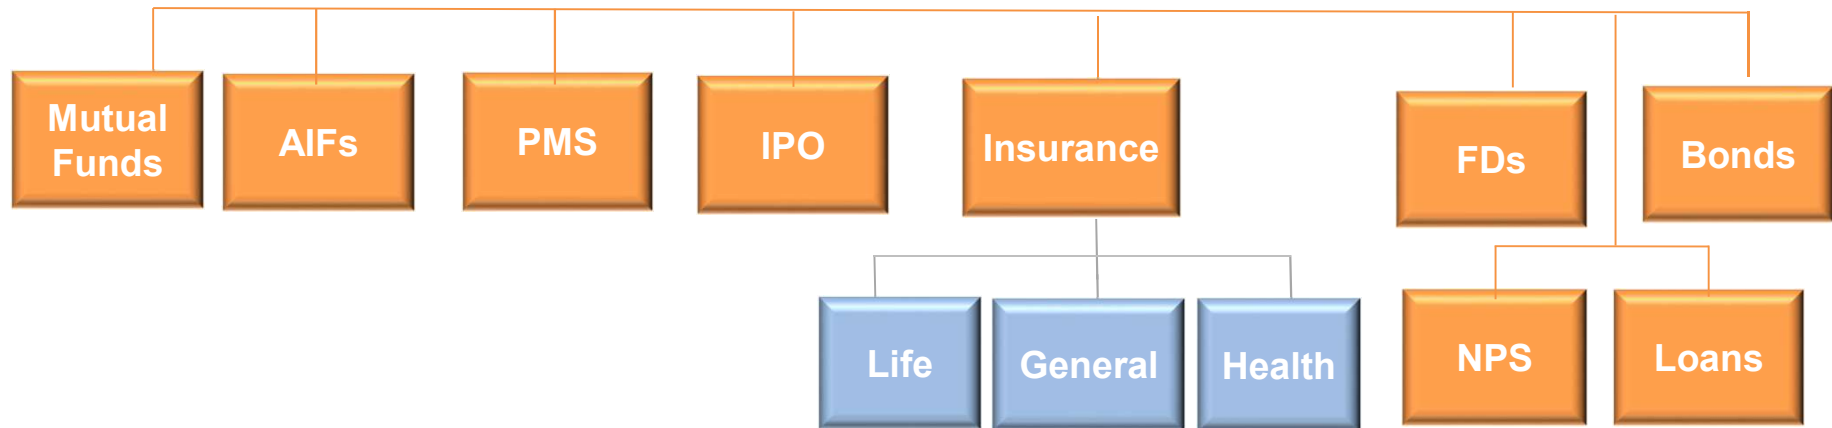 Mutual
Funds
AIFs
PMS
IPO
Insurance
FDs
Bonds
Life
General
Health
NPS
Loans